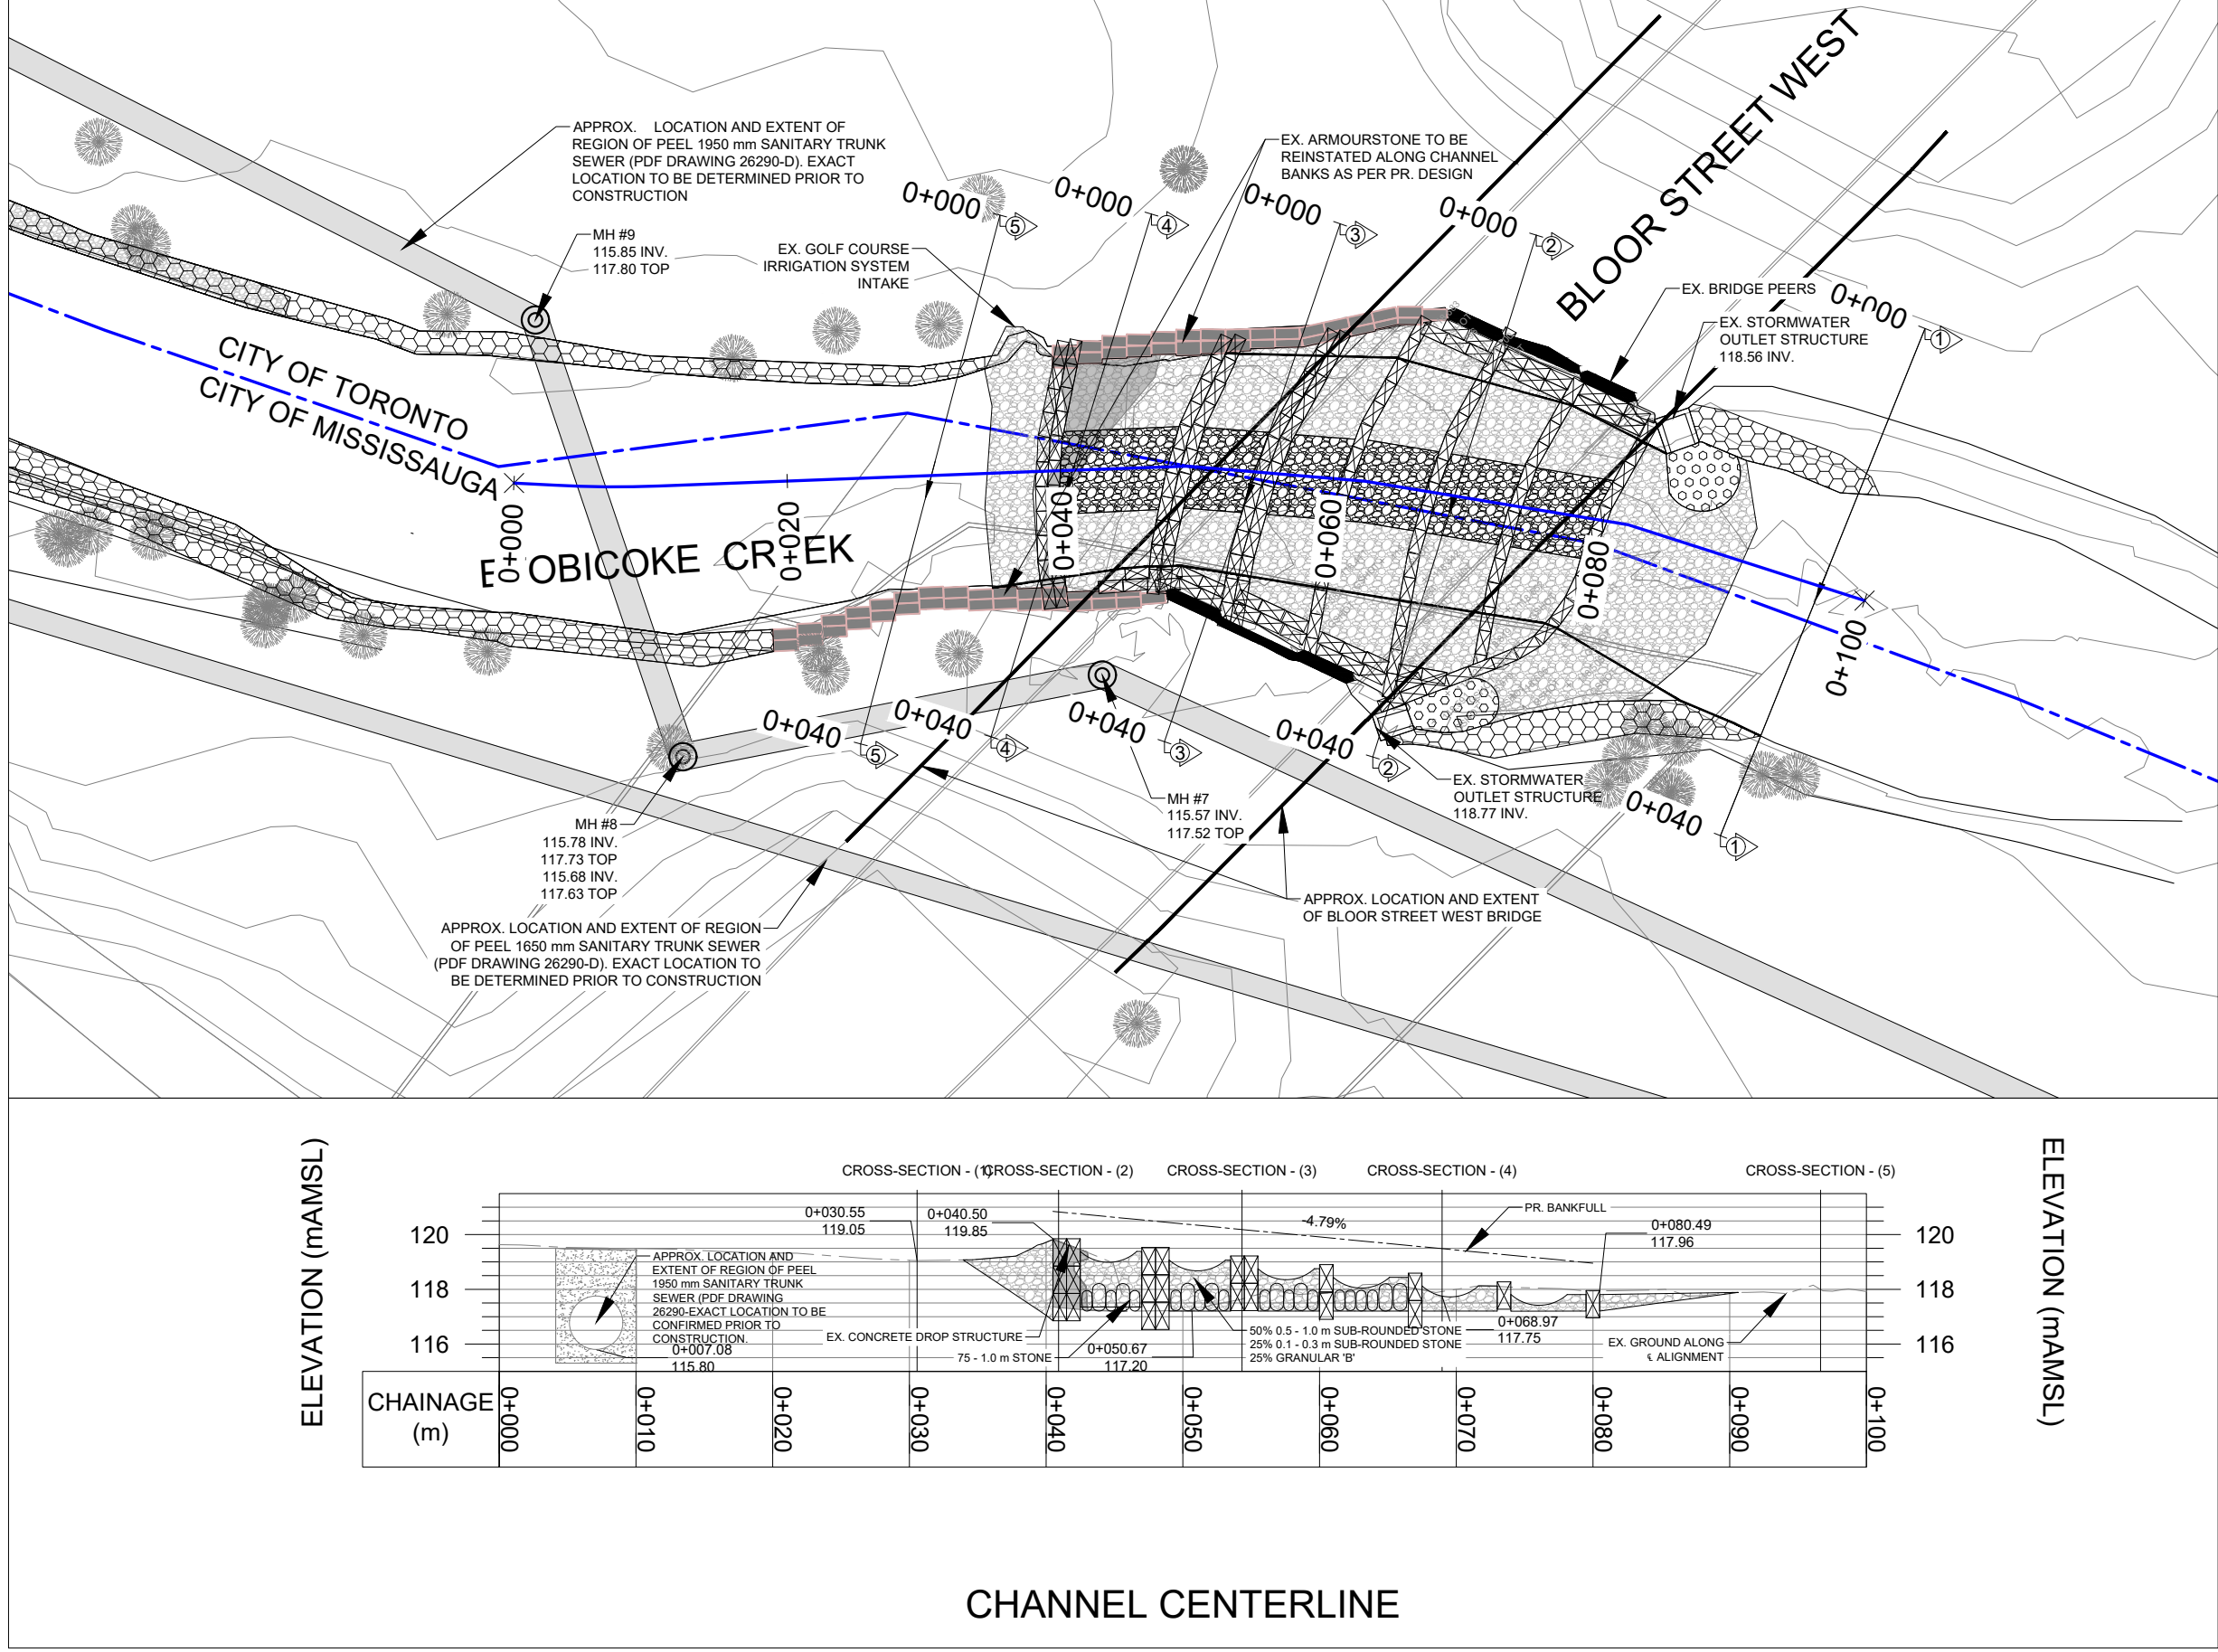 APPROX. LOCATION AND EXTENT OF
REGION OF PEEL 1950 mm SANITARY TRUNK
SEWER (PDF DRAWING 26290-D). EXACT
LOCATION TO BE DETERMINED PRIOR TO
CONSTRUCTION
MH #9
115.85 INV.
117.80 TOP
EX. GOLF COURSE
IRRIGATION SYSTEM
INTAKE
EX. ARMOURSTONE TO BE
REINSTATED ALONG CHANNEL
BANKS AS PER PR. DESIGN
BLOOR STREET WEST
EX. BRIDGE PEERS
EX. STORMWATER
OUTLET STRUCTURE
118.56 INV.
0+000
5
0+000
4
0+000
3
0+000
2
0+000
1
CITY OF TORONTO
CITY OF MISSISSAUGA
OBICOKE CREEK
0+000
0+020
0+040
0+060
0+080
0+100
0+040
5
0+040
4
0+040
3
0+040
2
0+040
1
MH #8
115.78 INV.
117.73 TOP
115.68 INV.
117.63 TOP
MH #7
115.57 INV.
117.52 TOP
EX. STORMWATER
OUTLET STRUCTURE
118.77 INV.
APPROX. LOCATION AND EXTENT
OF BLOOR STREET WEST BRIDGE
APPROX. LOCATION AND EXTENT OF REGION
OF PEEL 1650 mm SANITARY TRUNK SEWER
(PDF DRAWING 26290-D). EXACT LOCATION TO
BE DETERMINED PRIOR TO CONSTRUCTION
ELEVATION (mAMSL)
120
118
116
CROSS-SECTION - (1)
CROSS-SECTION - (2)
CROSS-SECTION - (3)
CROSS-SECTION - (4)
CROSS-SECTION - (5)
0+030.55
119.05
0+040.50
119.85
-4.79%
PR. BANKFULL
0+080.49
117.96
APPROX. LOCATION AND
EXTENT OF REGION OF PEEL
1950 mm SANITARY TRUNK
SEWER (PDF DRAWING
26290-EXACT LOCATION TO BE
CONFIRMED PRIOR TO
CONSTRUCTION.
0+007.08
115.80
EX. CONCRETE DROP STRUCTURE
75 - 1.0 m STONE
0+050.67
117.20
50% 0.5 - 1.0 m SUB-ROUNDED STONE
25% 0.1 - 0.3 m SUB-ROUNDED STONE
25% GRANULAR 'B'
0+068.97
117.75
EX. GROUND ALONG
℄ ALIGNMENT
120
118
116
ELEVATION (mAMSL)
CHAINAGE
(m)
0+000
0+010
0+020
0+030
0+040
0+050
0+060
0+070
0+080
0+090
0+100
CHANNEL CENTERLINE